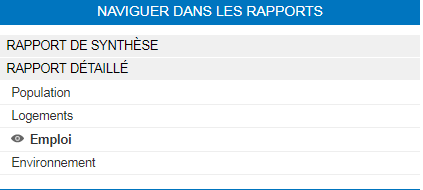 NAVIGUER DANS LES RAPPORTS
RAPPORT DE SYNTHÈSE
RAPPORT DÉTAILLÉ
Population
Logements
Emploi
Environnement